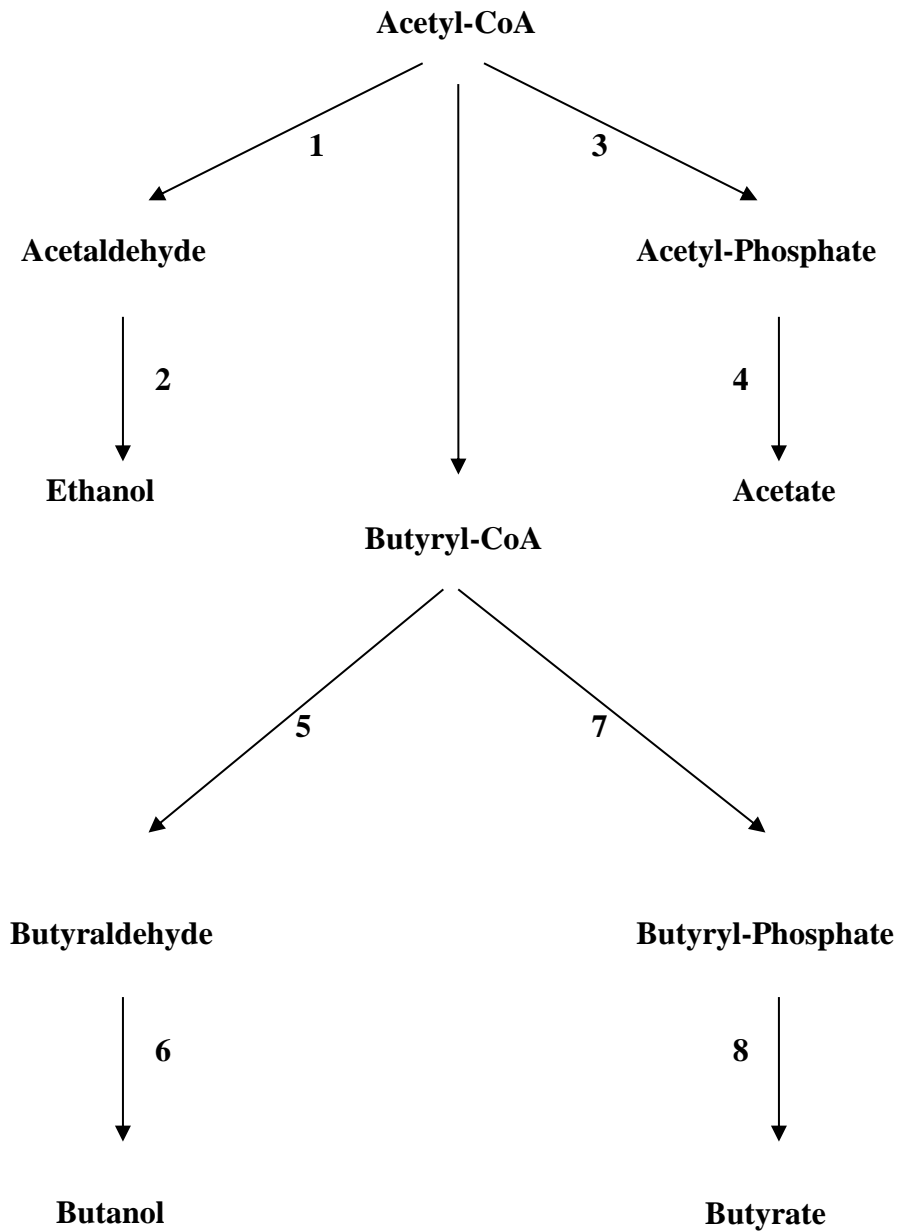 Acetyl-CoA
1
3
Acetaldehyde
Acetyl-Phosphate
2
4
Ethanol
Acetate
Butyryl-CoA
5
7
Butyraldehyde
Butyryl-Phosphate
6
8
Butanol
Butyrate